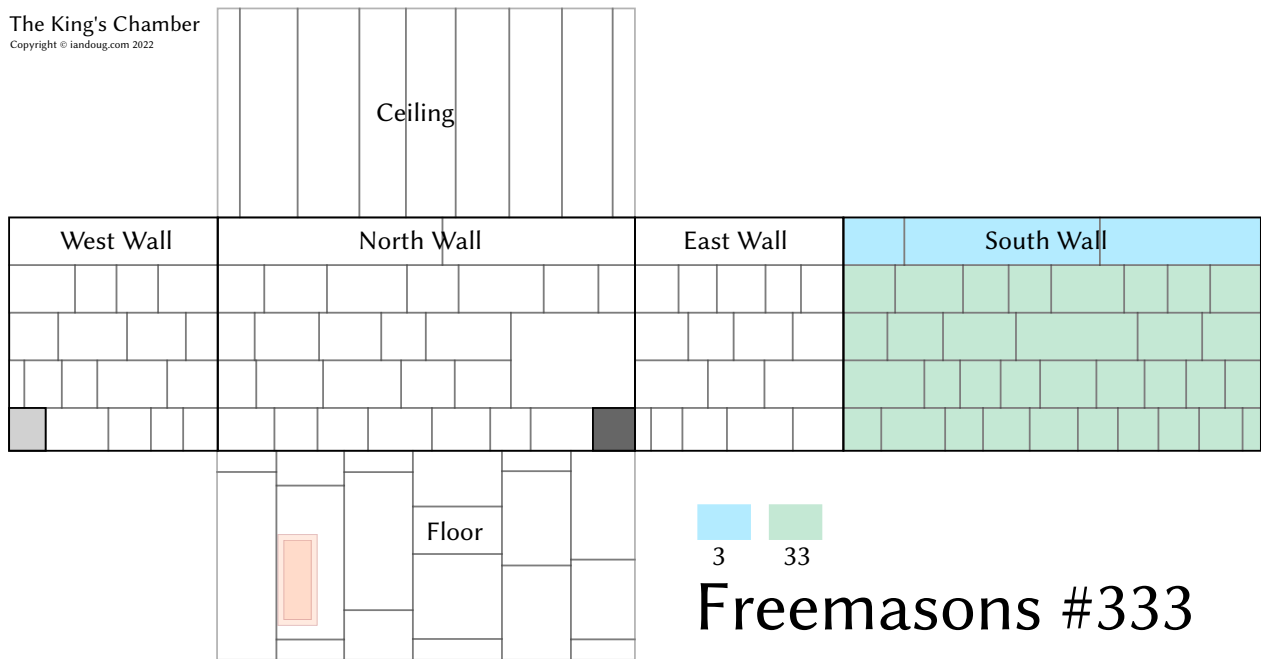 The King's Chamber
Copyright © iandoug.com 2022
Ceiling
West Wall
North Wall
East Wall
South Wall
Floor
3
33
Freemasons #333